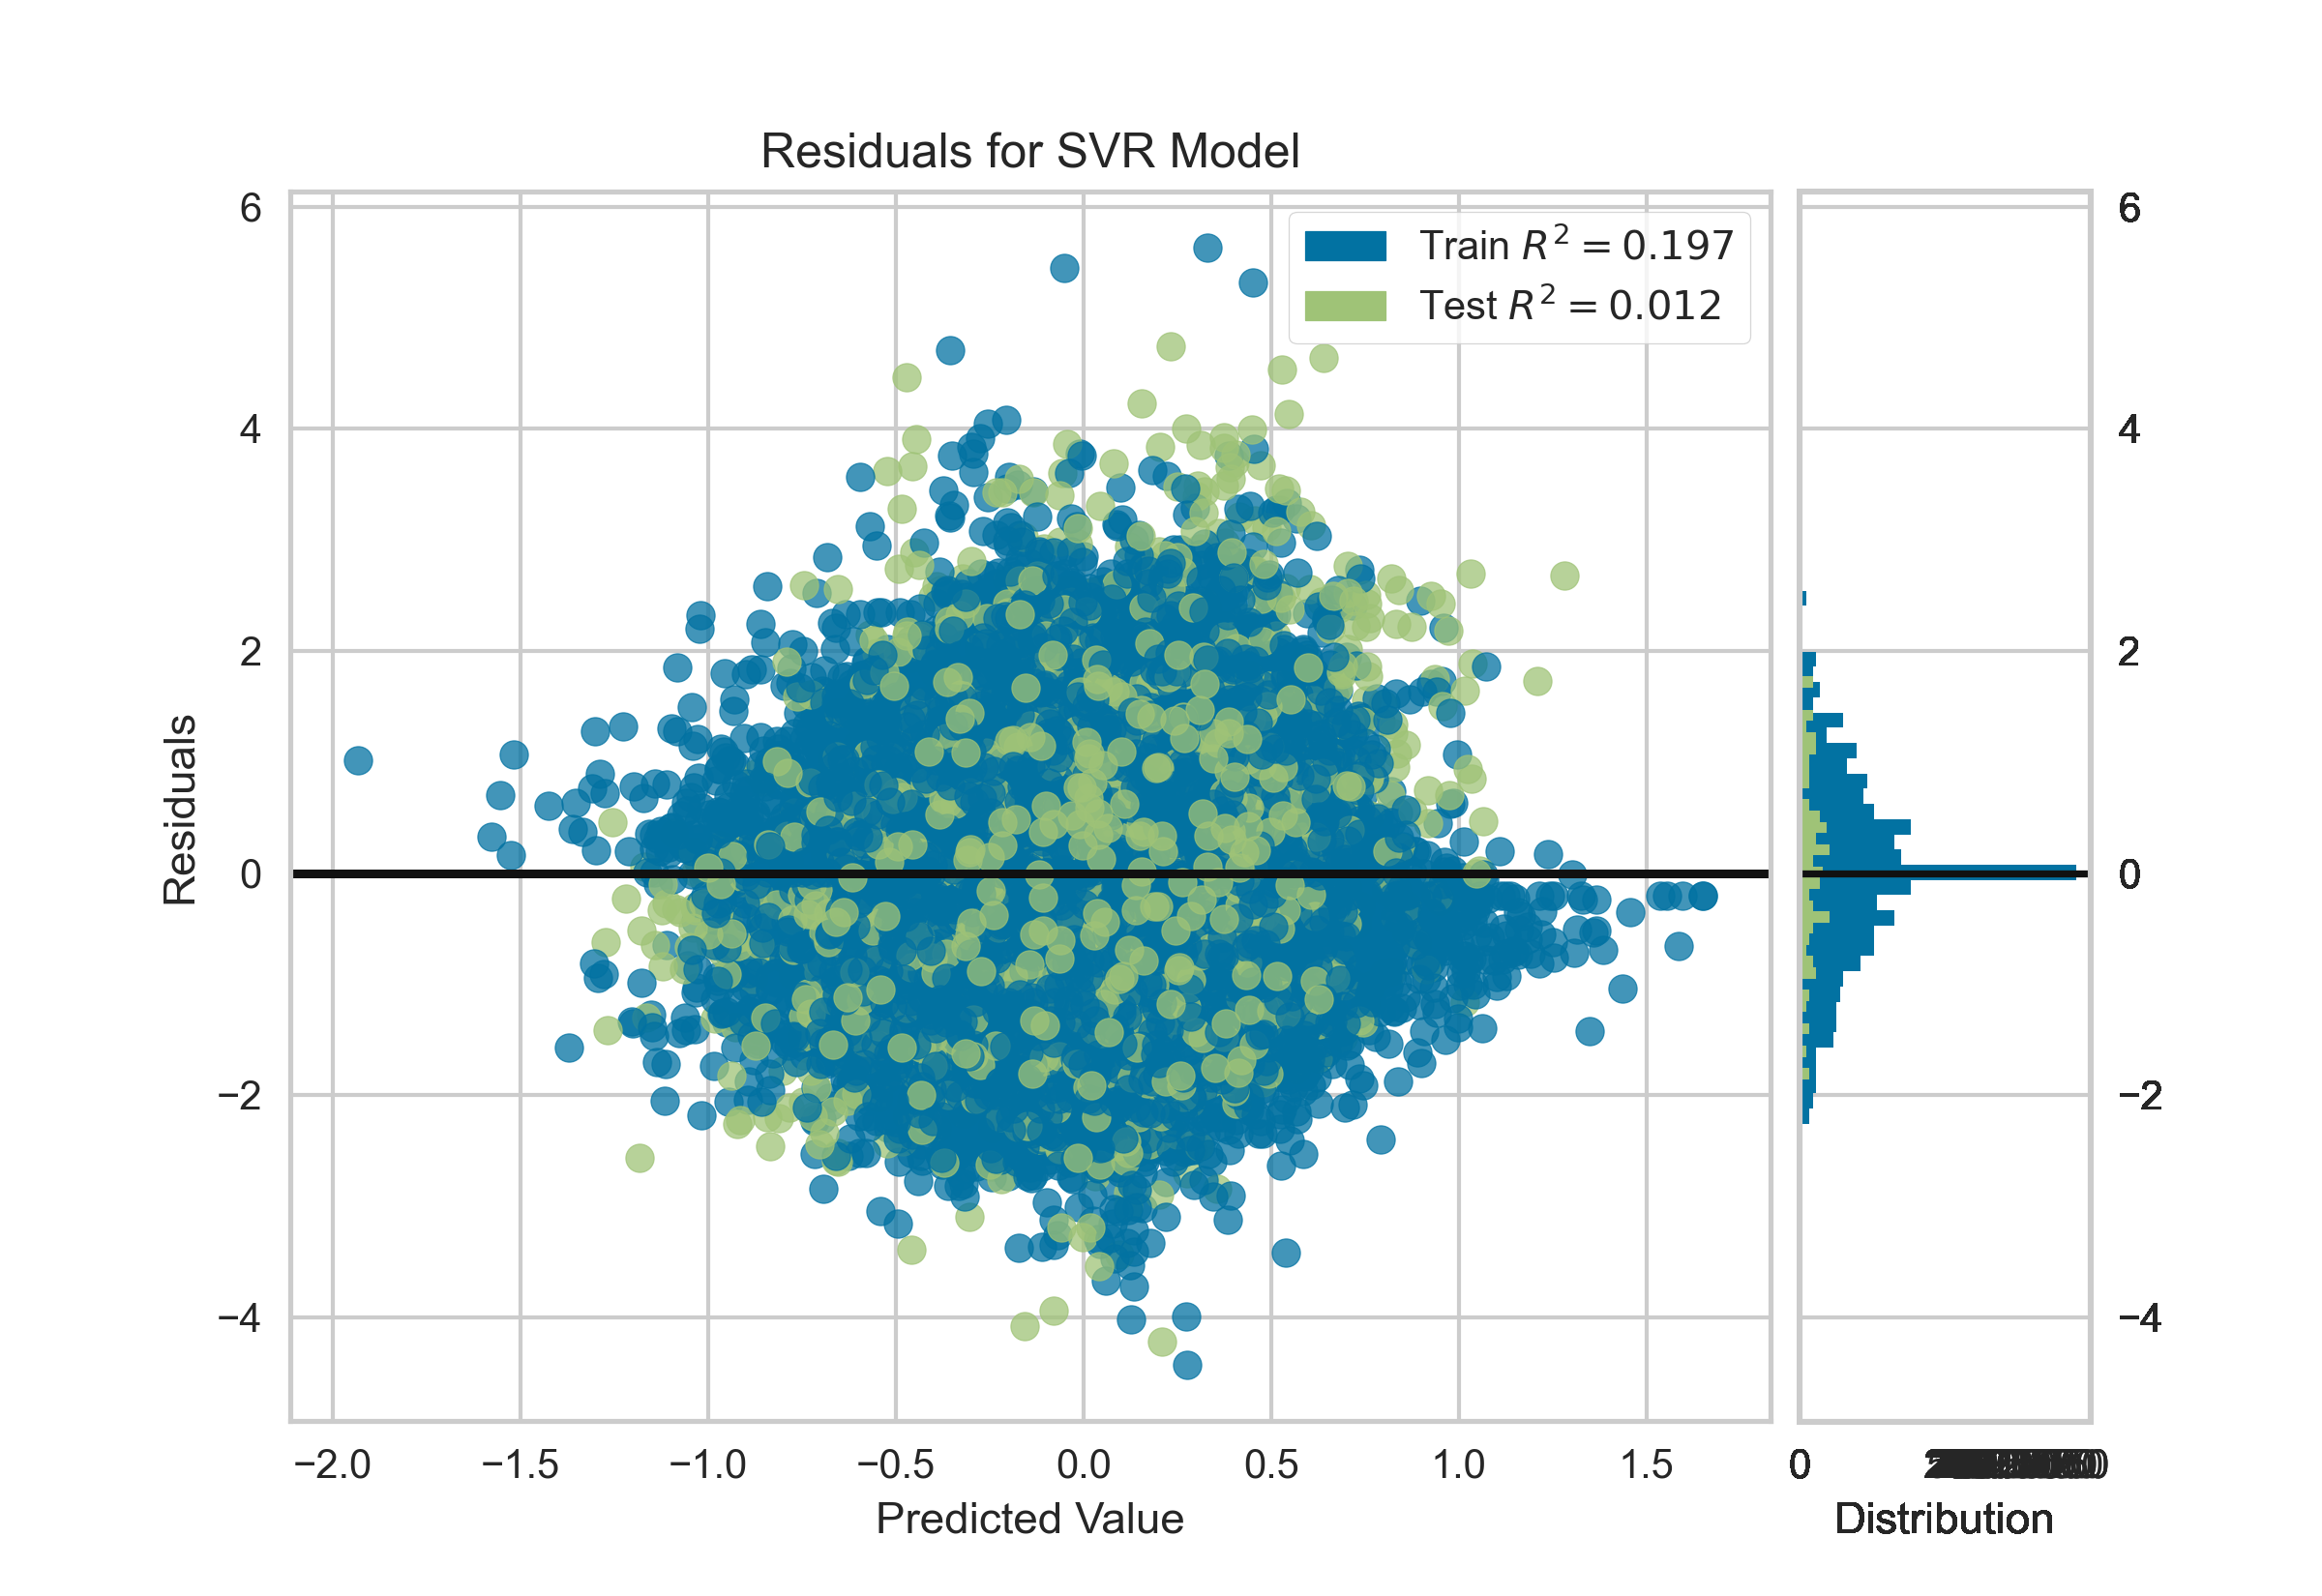 Residuals for SVR Model
Train R² = 0.197
Test R² = 0.012
Residuals
6
4
2
0
−2
−4
6
4
2
0
−2
−4
−2.0 −1.5 −1.0 −0.5 0.0 0.5 1.0 1.5
0
Predicted Value
Distribution